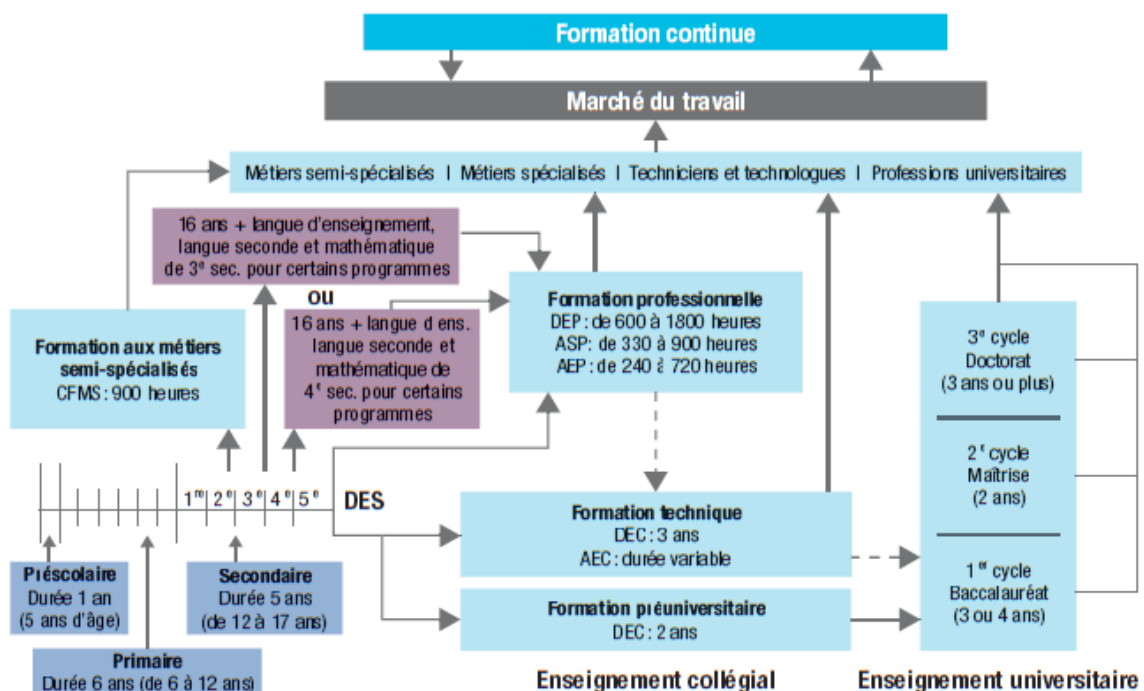 Formation continue
Marché du travail
Métiers semi-spécialisés | Métiers spécialisés | Techniciens et technologues | Professions universitaires
16 ans + langue d'enseignement,
langue seconde et mathématique
de 3e sec. pour certains programmes
ou
16 ans + langue d ens.
langue seconde et
mathématique de
4e sec. pour certains
programmes
Formation professionnelle
DEP : de 600 à 1800 heures
ASP : de 330 à 900 heures
AEP : de 240 à 720 heures
Formation aux métiers
semi-spécialisés
CFMS : 900 heures
3e cycle
Doctorat
(3 ans ou plus)
2e cycle
Maîtrise
(2 ans)
1er cycle
Baccalauréat
(3 ou 4 ans)
1re 2e 3e 4e 5e DES
Formation technique
DEC : 3 ans
AEC : durée variable
Formation préuniversitaire
DEC : 2 ans
Préscolaire
Durée 1 an
(5 ans d'âge)
Secondaire
Durée 5 ans
(de 12 à 17 ans)
Primaire
Durée 6 ans (de 6 à 12 ans)
Enseignement collégial
Enseignement universitaire